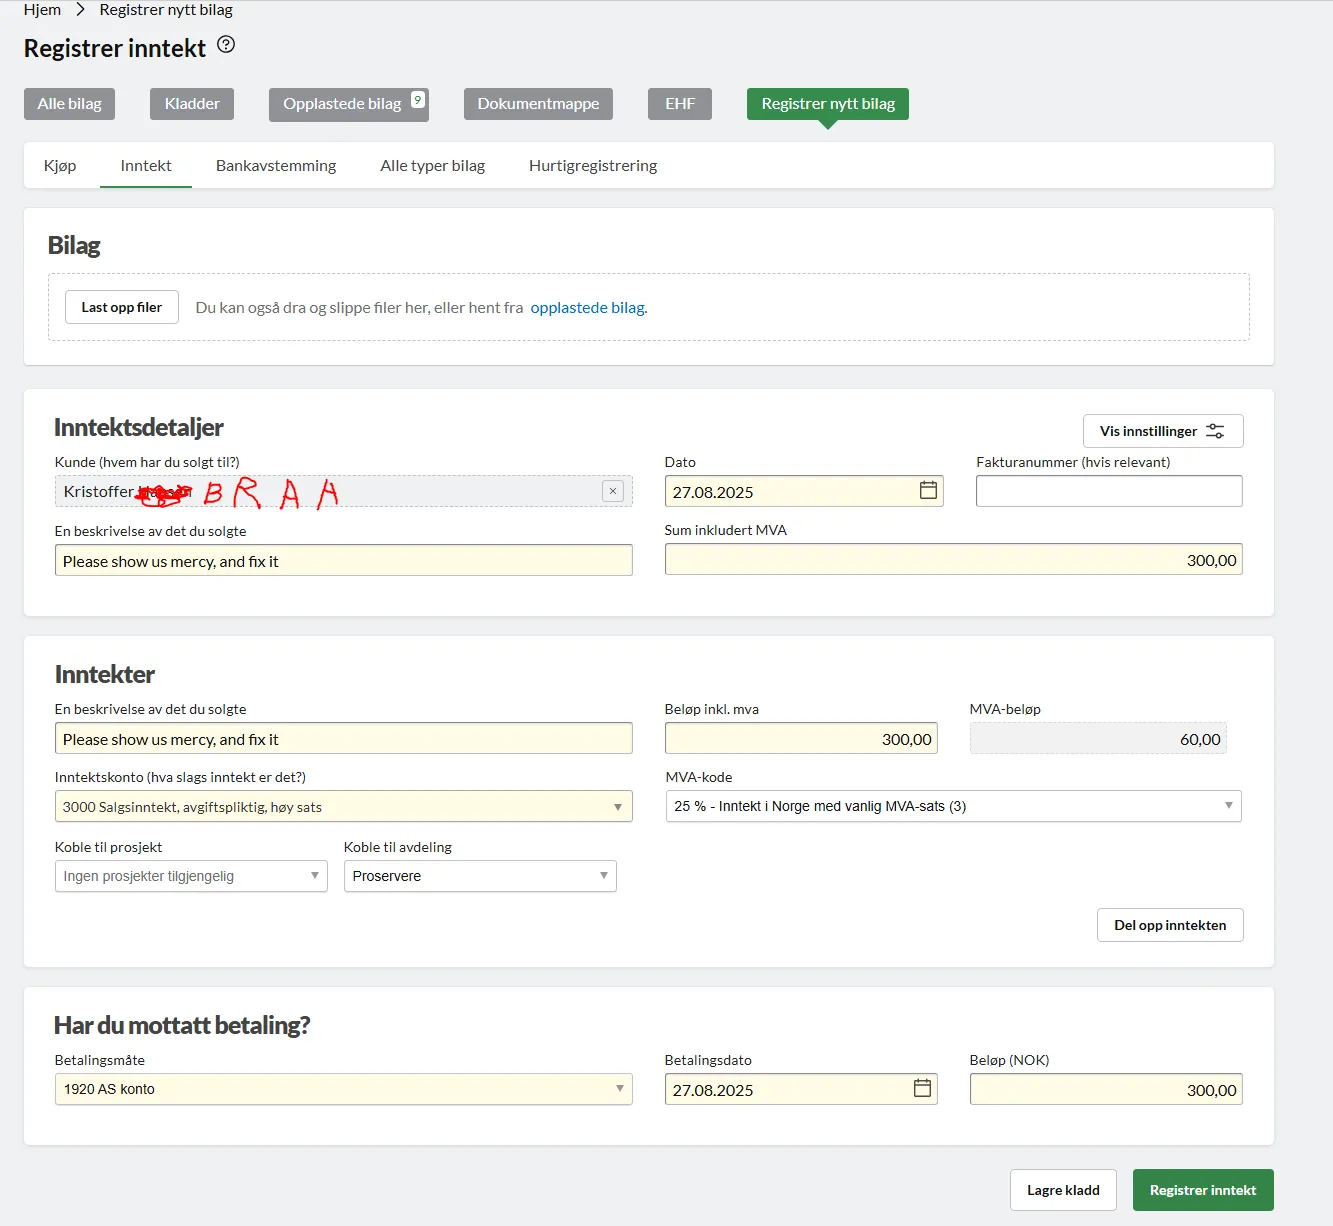 Hjem > Registrer nytt bilag
Registrer inntekt ?
Alle bilag Kladder Opplastede bilag 9 Dokumentmappe EHF Registrer nytt bilag
Kjøp Inntekt Bankavstemming Alle typer bilag Hurtigregistrering
Bilag
Last opp filer Du kan også dra og slippe filer her, eller hent fra opplastede bilag.
Inntektsdetaljer
Vis innstillinger
Kunde (hvem har du solgt til?) Dato Fakturanummer (hvis relevant)
Kristoffer BRAA × 27.08.2025
En beskrivelse av det du solgte Sum inkludert MVA
Please show us mercy, and fix it 300,00
Inntekter
En beskrivelse av det du solgte Beløp inkl. mva MVA-beløp
Please show us mercy, and fix it 300,00 60,00
Inntektskonto (hva slags inntekt er det?) MVA-kode
3000 Salgsinntekt, avgiftspliktig, høy sats 25 % - Inntekt i Norge med vanlig MVA-sats (3)
Koble til prosjekt Koble til avdeling
Ingen prosjekter tilgjengelig Proservere
Del opp inntekten
Har du mottatt betaling?
Betalingsmåte Betalingsdato Beløp (NOK)
1920 AS konto 27.08.2025 300,00
Lagre kladd Registrer inntekt